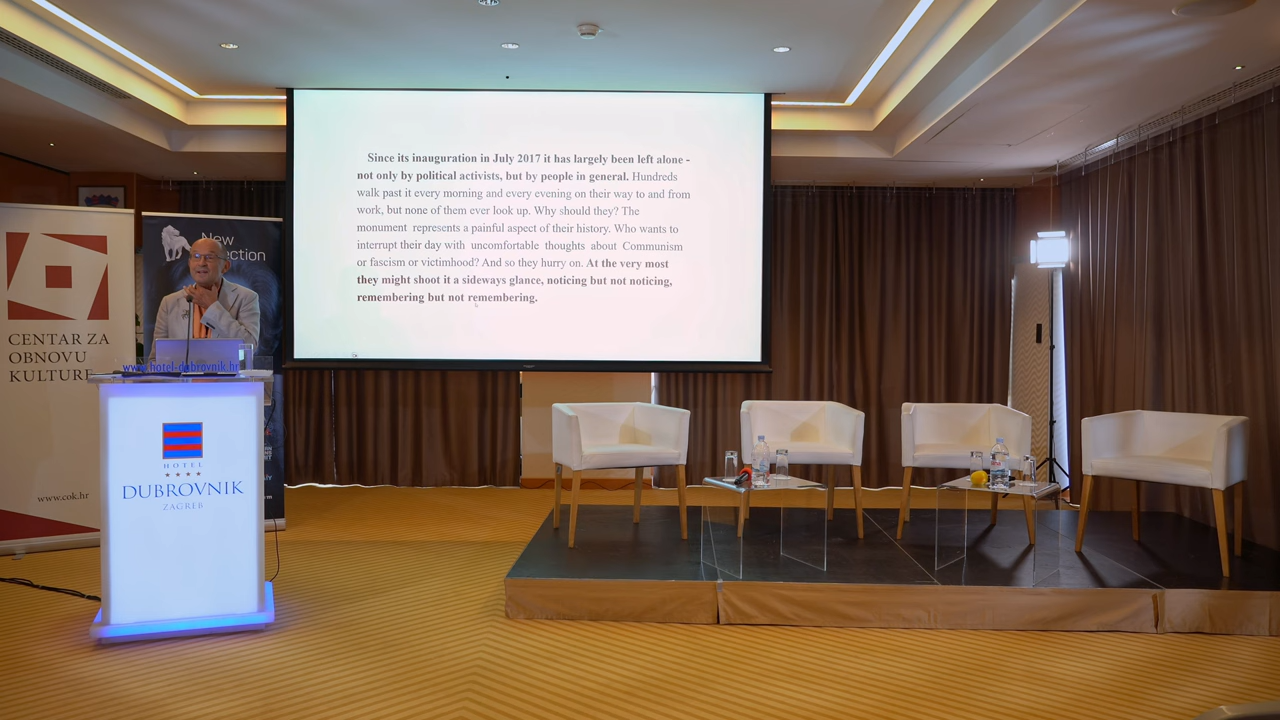 Since its inauguration in July 2017 it has largely been left alone -
not only by political activists, but by people in general. Hundreds
walk past it every morning and every evening on their way to and from
work, but none of them ever look up. Why should they? The
monument represents a painful aspect of their history. Who wants to
interrupt their day with uncomfortable thoughts about Communism
or fascism or victimhood? And so they hurry on. At the very most
they might shoot it a sideways glance, noticing but not noticing,
remembering but not remembering.
New
CENTAR ZA
OBNOVU
KULTURE
www.cok.hr
www.hotel-dubrovnik.hr
HOTEL
DUBROVNIK
ZAGREB